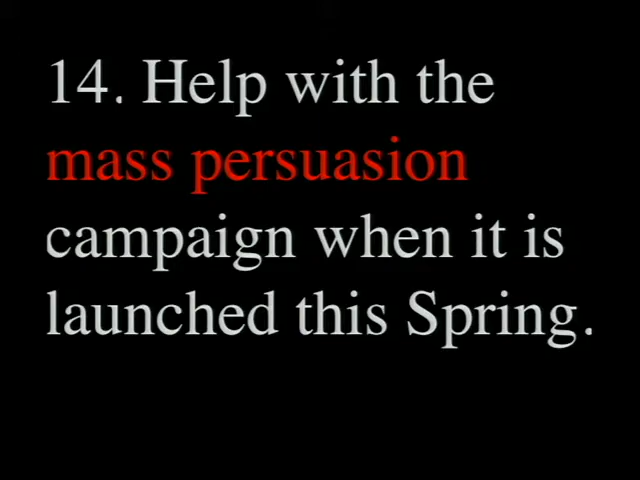 14. Help with the
mass persuasion
campaign when it is
launched this Spring.